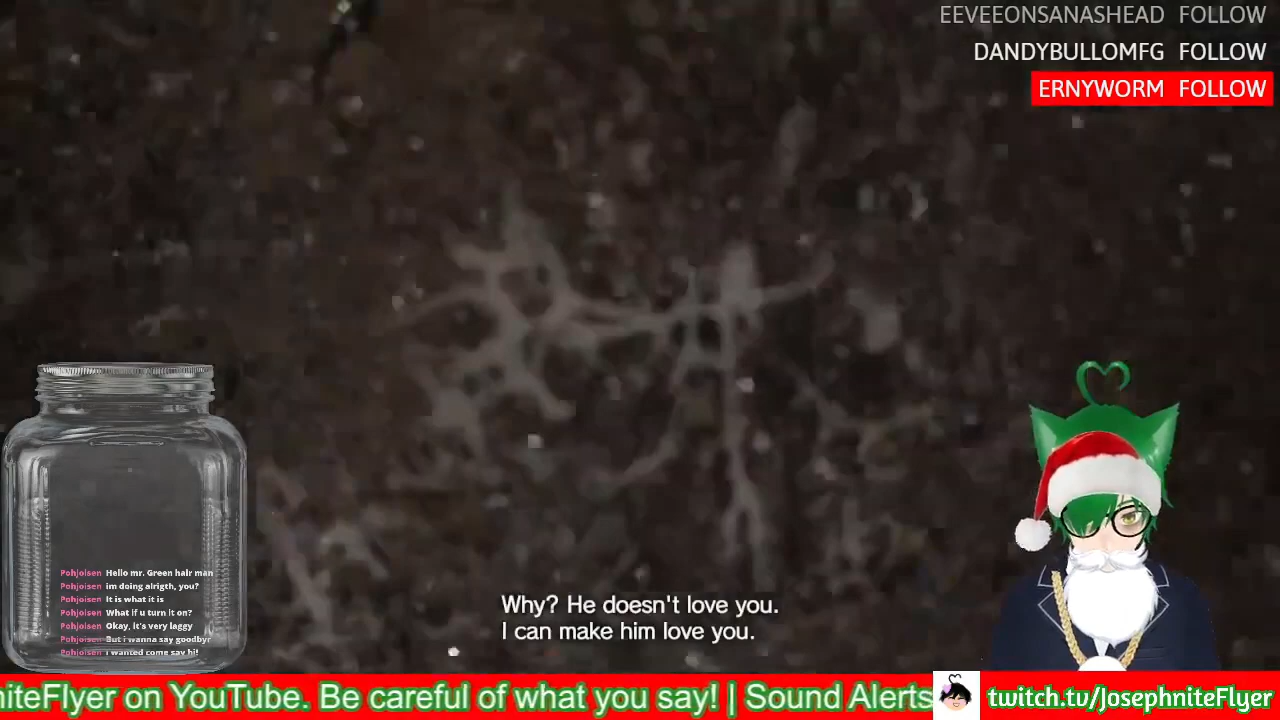 EEVEEONSANASHEAD FOLLOW
DANDYBULLOMFG FOLLOW
ERNYWORM FOLLOW
Pohjoisen Hello mr. Green hair man
Pohjoisen im doing alrigth, you?
Pohjoisen It is what it is
Pohjoisen What if u turn it on?
Pohjoisen Okay, it's very laggy
Pohjoisen But i wanna say goodbye
Pohjoisen I wanted come say hi!
Why? He doesn't love you.
I can make him love you.
niteFlyer on YouTube. Be careful of what you say! | Sound Alerts
twitch.tv/JosephniteFlyer